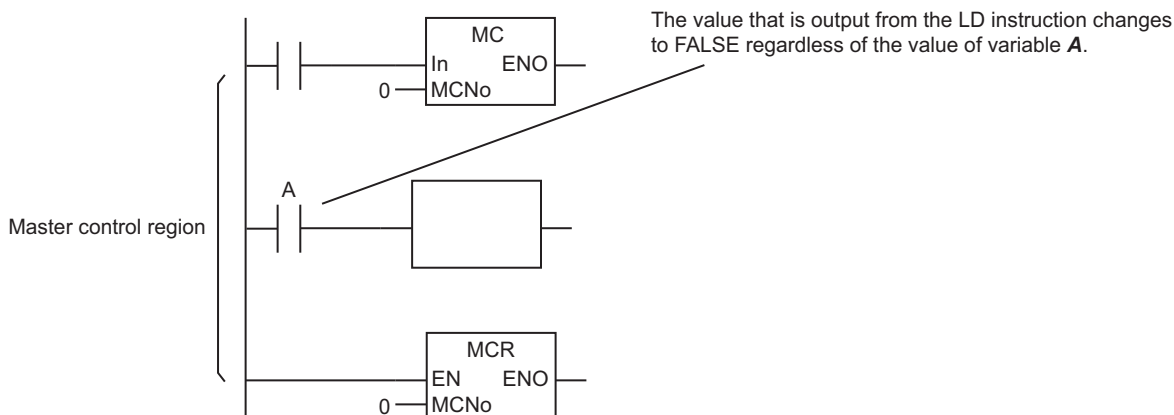 The value that is output from the LD instruction changes
to FALSE regardless of the value of variable A.
MC
In ENO
0 MCNo
A
Master control region
MCR
EN ENO
0 MCNo